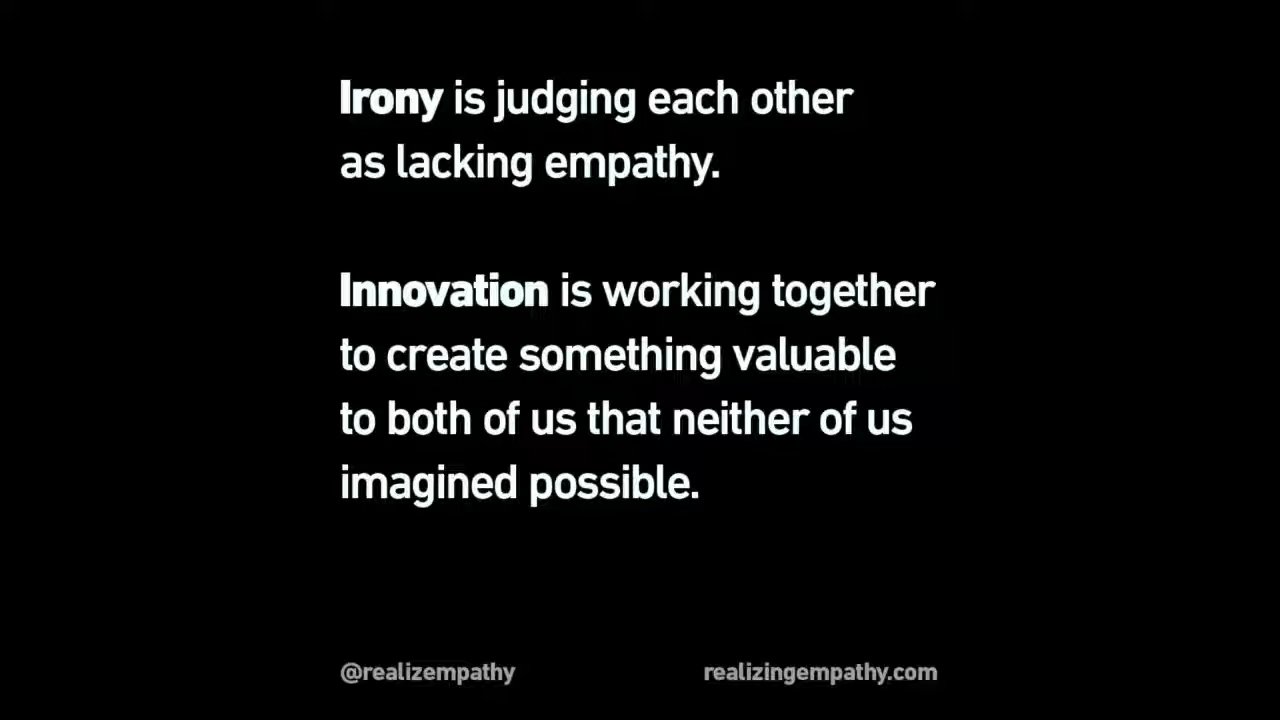 Irony is judging each other
as lacking empathy.
Innovation is working together
to create something valuable
to both of us that neither of us
imagined possible.
@realizempathy
realizingempathy.com